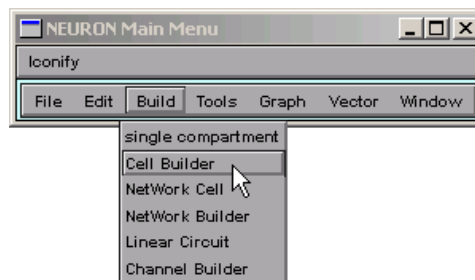 NEURON Main Menu
Iconify
File Edit Build Tools Graph Vector Window
single compartment
Cell Builder
NetWork Cell
NetWork Builder
Linear Circuit
Channel Builder